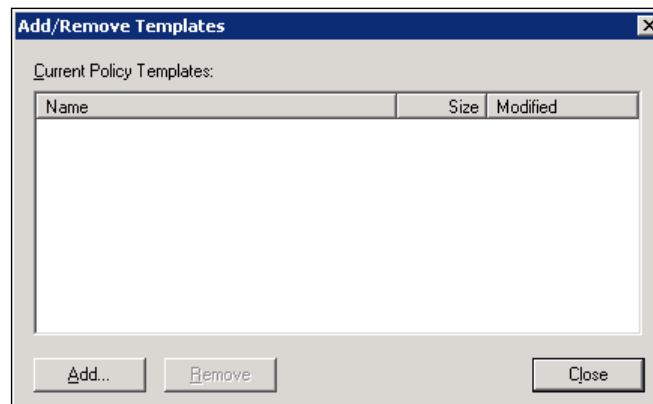 Add/Remove Templates
Current Policy Templates:
Name Size Modified
Add... Remove Close